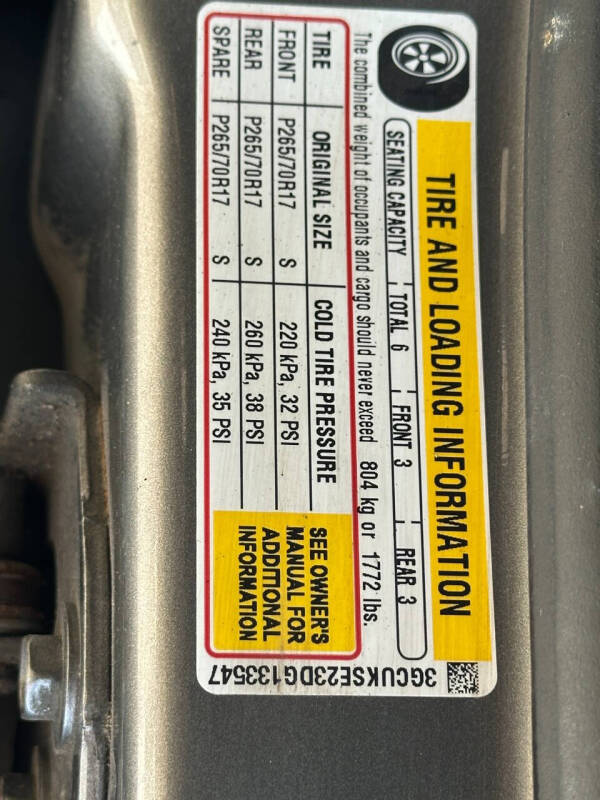 TIRE AND LOADING INFORMATION
SEATING CAPACITY TOTAL 6 FRONT 3 REAR 3
The combined weight of occupants and cargo should never exceed 804 kg or 1772 lbs.
TIRE ORIGINAL SIZE COLD TIRE PRESSURE
FRONT P265/70R17 S 220 kPa, 32 PSI
REAR P265/70R17 S 260 kPa, 38 PSI
SPARE P265/70R17 S 240 kPa, 35 PSI
SEE OWNER'S
MANUAL FOR
ADDITIONAL
INFORMATION
3GCUKSE23DG133547